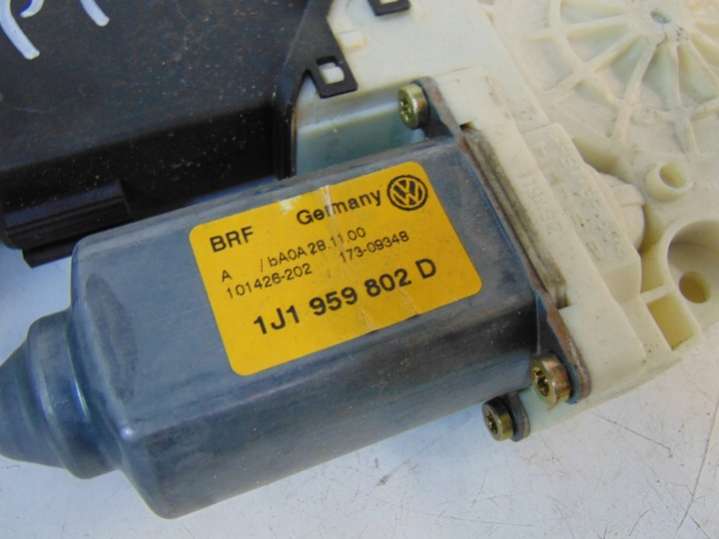 BRF Germany
A /bA0A 28.11.00
101426-202 173-09348
1J1 959 802 D